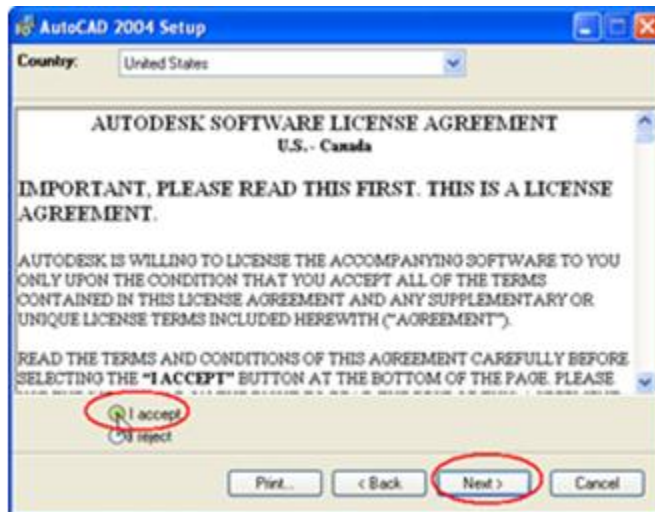 AutoCAD 2004 Setup
Country: United States
AUTODESK SOFTWARE LICENSE AGREEMENT
U.S.- Canada
IMPORTANT, PLEASE READ THIS FIRST. THIS IS A LICENSE
AGREEMENT.
AUTODESK IS WILLING TO LICENSE THE ACCOMPANYING SOFTWARE TO YOU
ONLY UPON THE CONDITION THAT YOU ACCEPT ALL OF THE TERMS
CONTAINED IN THIS LICENSE AGREEMENT AND ANY SUPPLEMENTARY OR
UNIQUE LICENSE TERMS INCLUDED HEREWITH ("AGREEMENT").
READ THE TERMS AND CONDITIONS OF THIS AGREEMENT CAREFULLY BEFORE
SELECTING THE "I ACCEPT" BUTTON AT THE BOTTOM OF THE PAGE. PLEASE
I accept
I reject
Print... < Back Next > Cancel